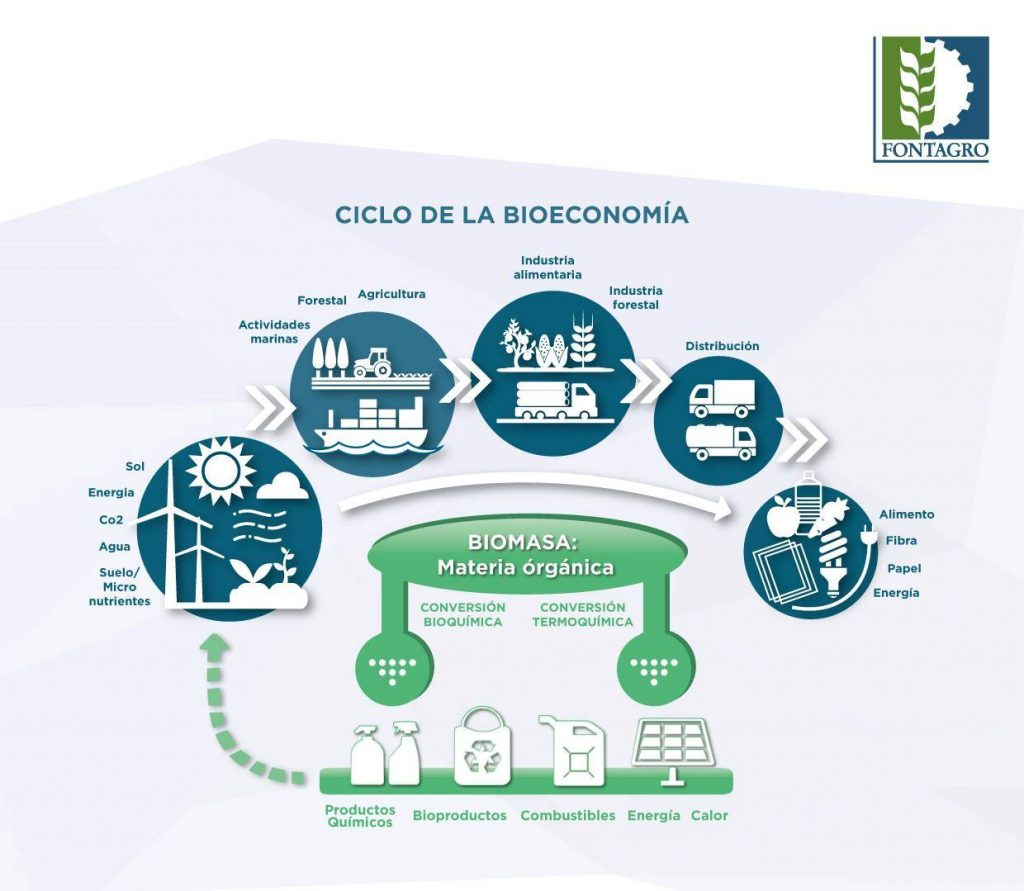 FONTAGRO
CICLO DE LA BIOECONOMÍA
Industria
alimentaria
Industria
forestal
Forestal
Agricultura
Actividades
marinas
Distribución
Sol
Energia
Co2
Agua
Suelo/
Micro
nutrientes
Alimento
Fibra
Papel
Energía
BIOMASA:
Materia órgánica
CONVERSIÓN
BIOQUÍMICA
CONVERSIÓN
TERMOQUÍMICA
Productos
Químicos
Bioproductos
Combustibles
Energía
Calor